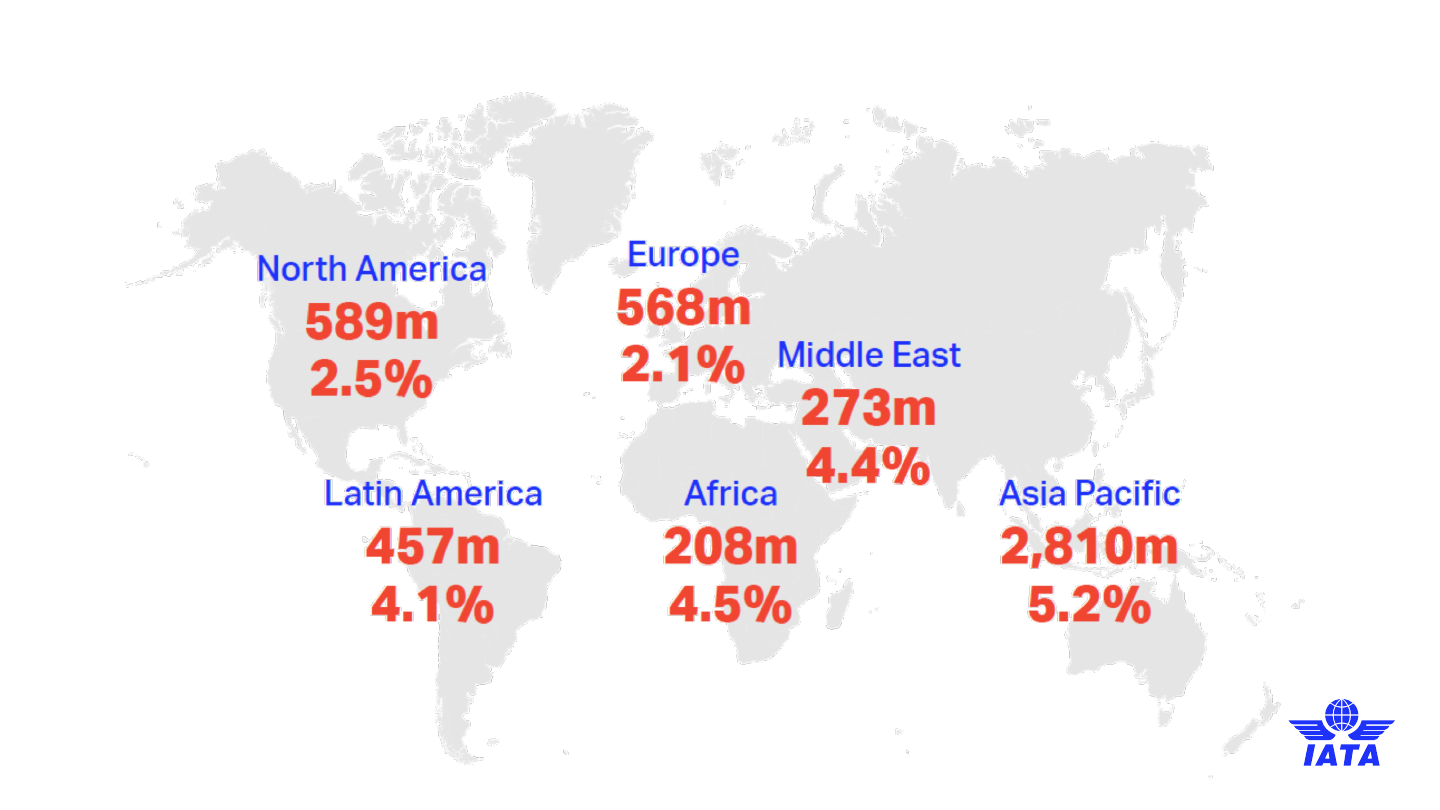 North America
589m
2.5%
Europe
568m
2.1%
Middle East
273m
4.4%
Latin America
457m
4.1%
Africa
208m
4.5%
Asia Pacific
2,810m
5.2%
IATA